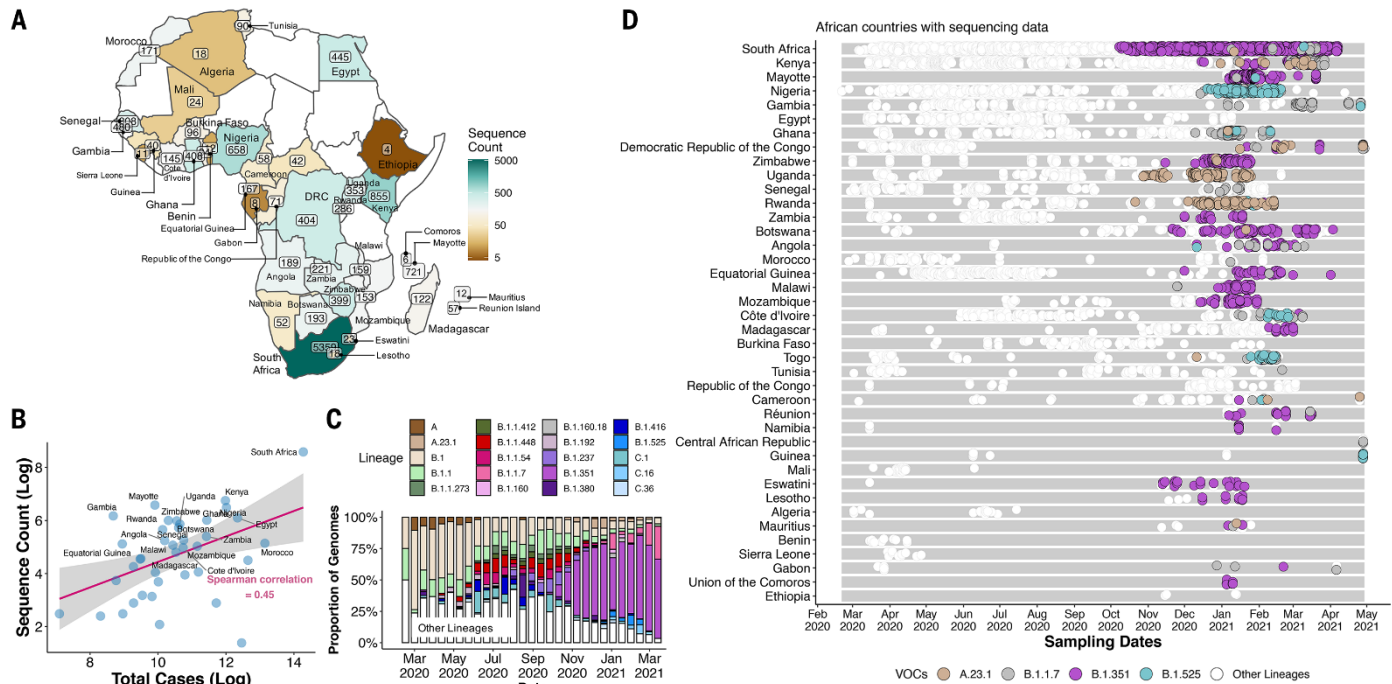 A
Tunisia
90
Morocco
171
18
Algeria
445
Egypt
Mali
24
Senegal
480
Burkina Faso
96
Nigeria
658
Gambia
40
145
Cote d'Ivoire
408
Sierra Leone
Guinea
Ghana
Benin
58
Cameroon
42
4
Ethiopia
Sequence Count
5000
500
50
5
167
8
71
DRC
404
Uganda
353
Rwanda
286
855
Kenya
Equatorial Guinea
Gabon
Republic of the Congo
Comoros
Mayotte
6
721
Malawi
189
Angola
221
Zambia
159
Zimbabwe
399
153
122
12
Mauritius
57
Reunion Island
Namibia
52
Botswana
193
Mozambique
Madagascar
5359
23
18
Eswatini
Lesotho
South Africa
B
Sequence Count (Log)
8
6
4
2
South Africa
Kenya
Uganda
Mayotte
Gambia
Zimbabwe
Ghana
Nigeria
Algeria
Rwanda
Egypt
Botswana
Angola
Senegal
Zambia
Equatorial Guinea
Malawi
Mozambique
Morocco
Madagascar
Cote d'Ivoire
Spearman correlation
= 0.45
8
10
12
14
Total Cases (Log)
C
Lineage
A
A.23.1
B.1
B.1.1
B.1.1.273
B.1.1.412
B.1.1.448
B.1.1.54
B.1.1.7
B.1.160
B.1.160.18
B.1.192
B.1.237
B.1.351
B.1.380
B.1.416
B.1.525
C.1
C.16
C.36
Proportion of Genomes
100%
75%
50%
25%
0%
Other Lineages
Mar 2020
May 2020
Jul 2020
Sep 2020
Nov 2020
Jan 2021
Mar 2021
D
African countries with sequencing data
South Africa
Kenya
Mayotte
Nigeria
Gambia
Egypt
Ghana
Democratic Republic of the Congo
Zimbabwe
Uganda
Senegal
Rwanda
Zambia
Botswana
Angola
Morocco
Equatorial Guinea
Malawi
Mozambique
Côte d'Ivoire
Madagascar
Burkina Faso
Togo
Tunisia
Republic of the Congo
Cameroon
Réunion
Namibia
Central African Republic
Guinea
Mali
Eswatini
Lesotho
Algeria
Mauritius
Benin
Sierra Leone
Gabon
Union of the Comoros
Ethiopia
Feb 2020
Mar 2020
Apr 2020
May 2020
Jun 2020
Jul 2020
Aug 2020
Sep 2020
Oct 2020
Nov 2020
Dec 2020
Jan 2021
Feb 2021
Mar 2021
Apr 2021
May 2021
Sampling Dates
VOCs
A.23.1
B.1.1.7
B.1.351
B.1.525
Other Lineages